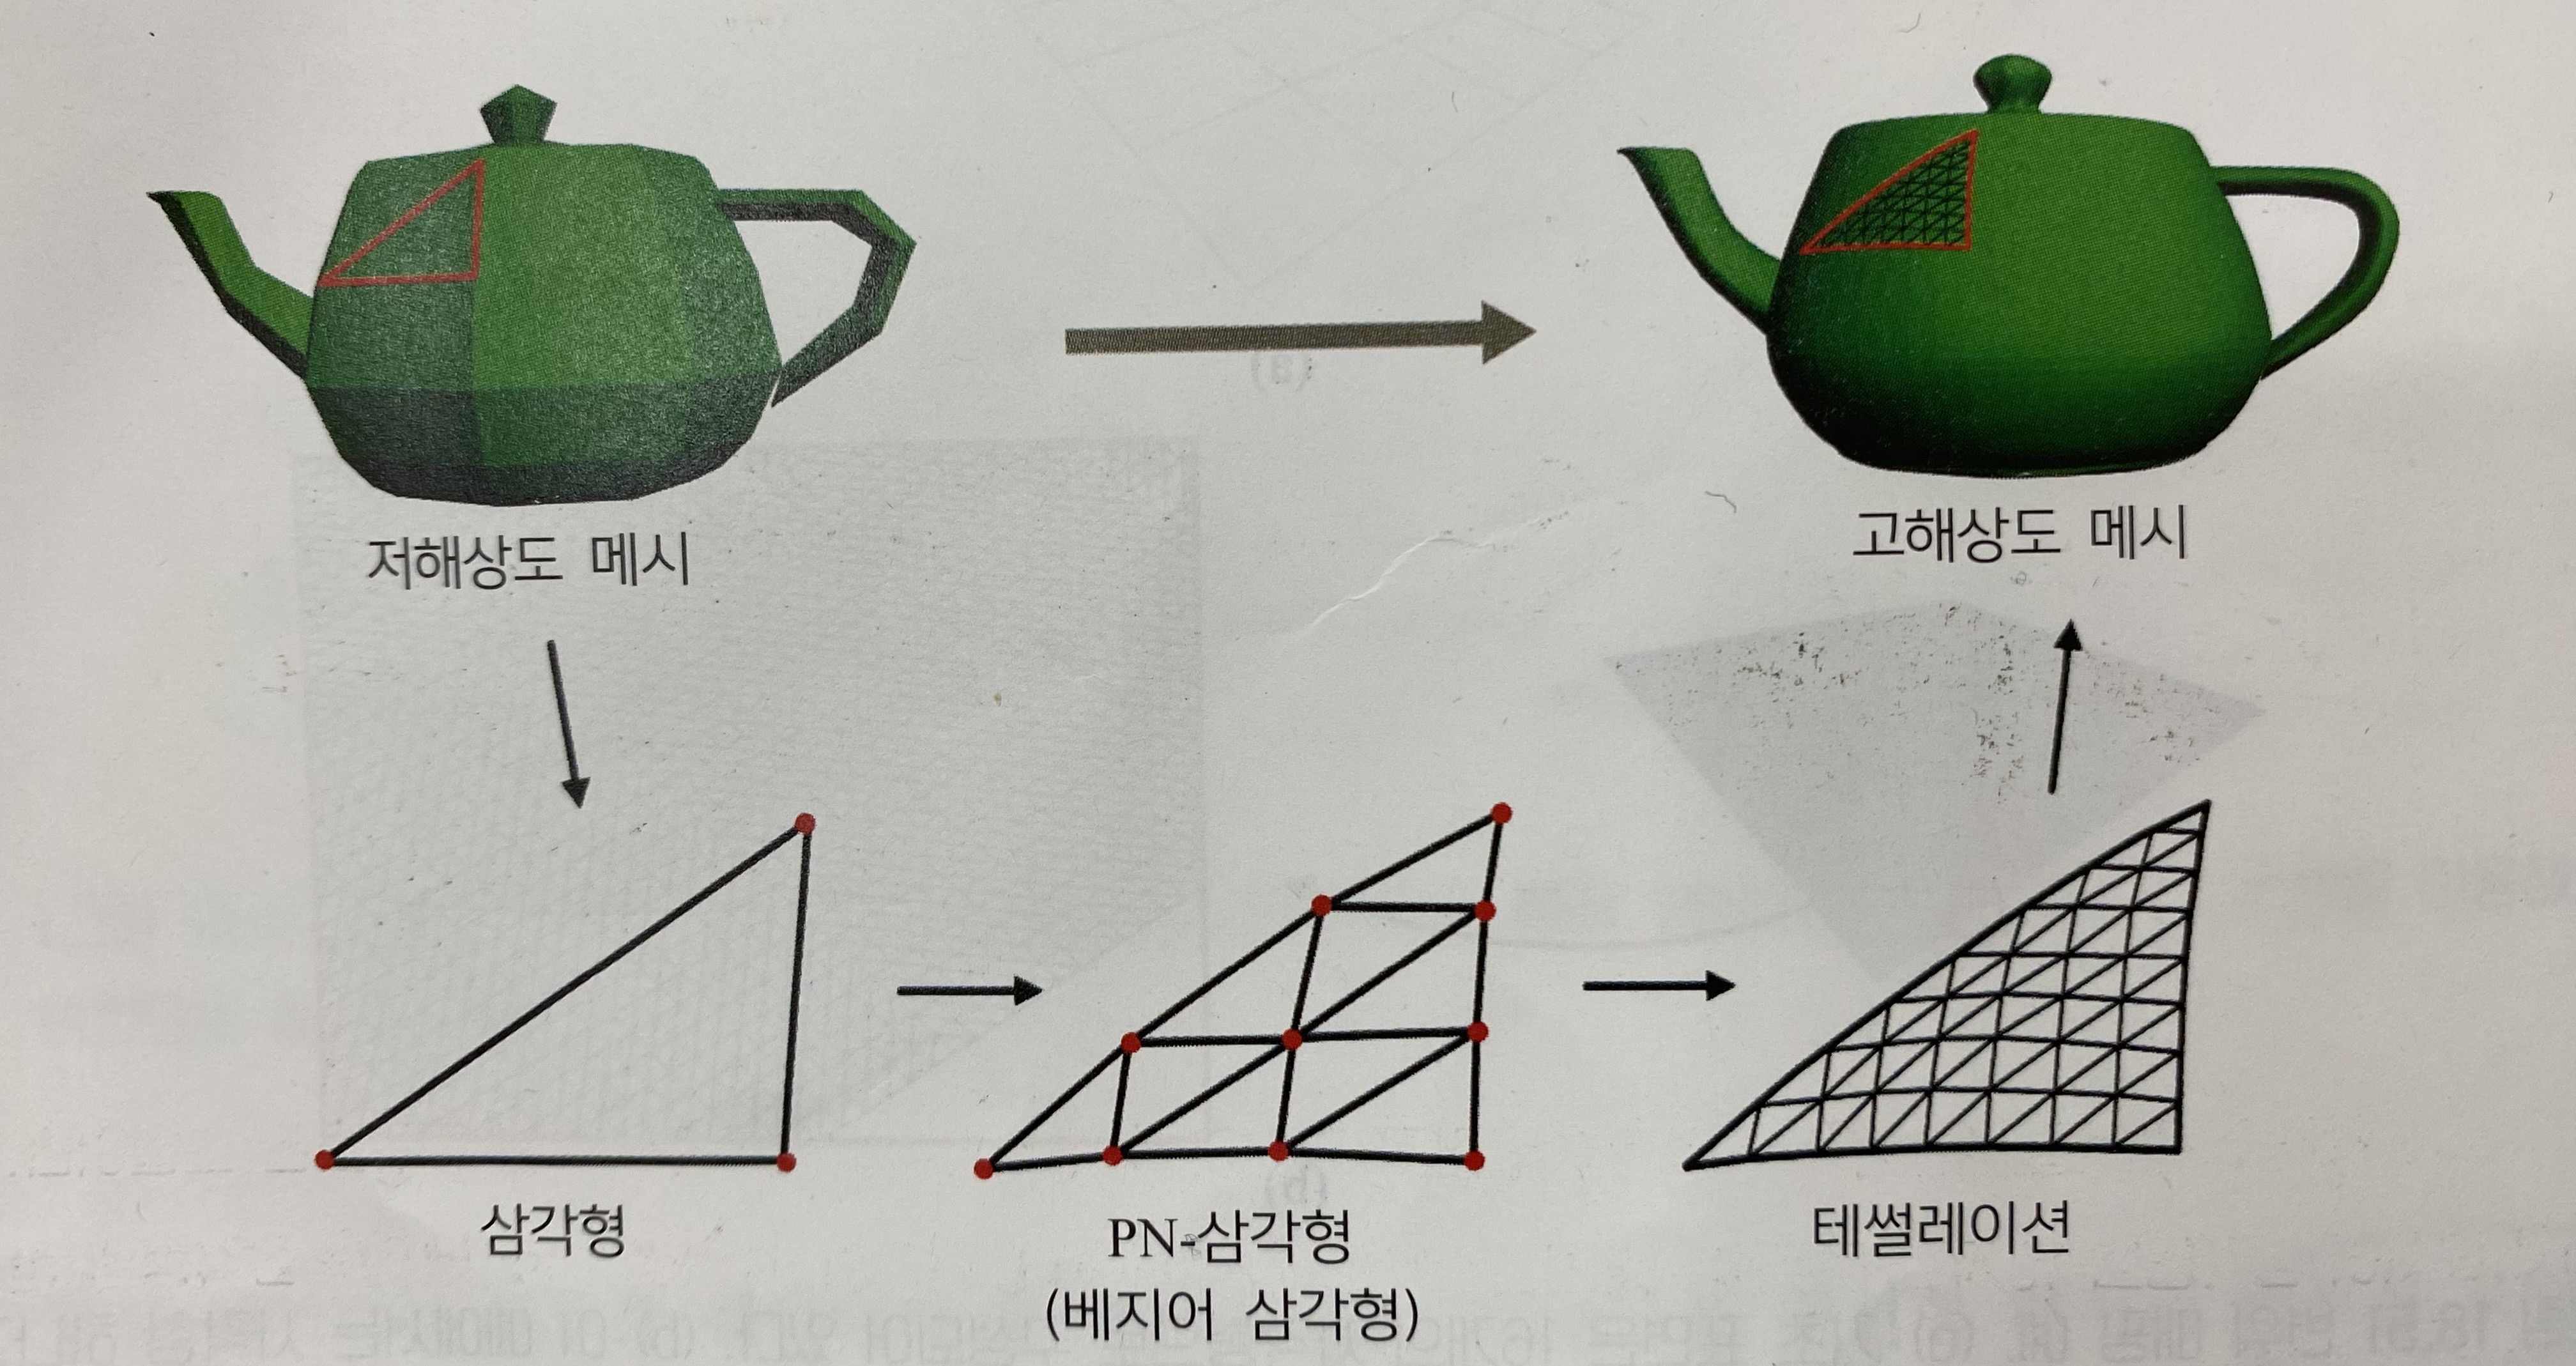 저해상도 메시
고해상도 메시
삼각형
PN-삼각형
(베지어 삼각형)
테썰레이션